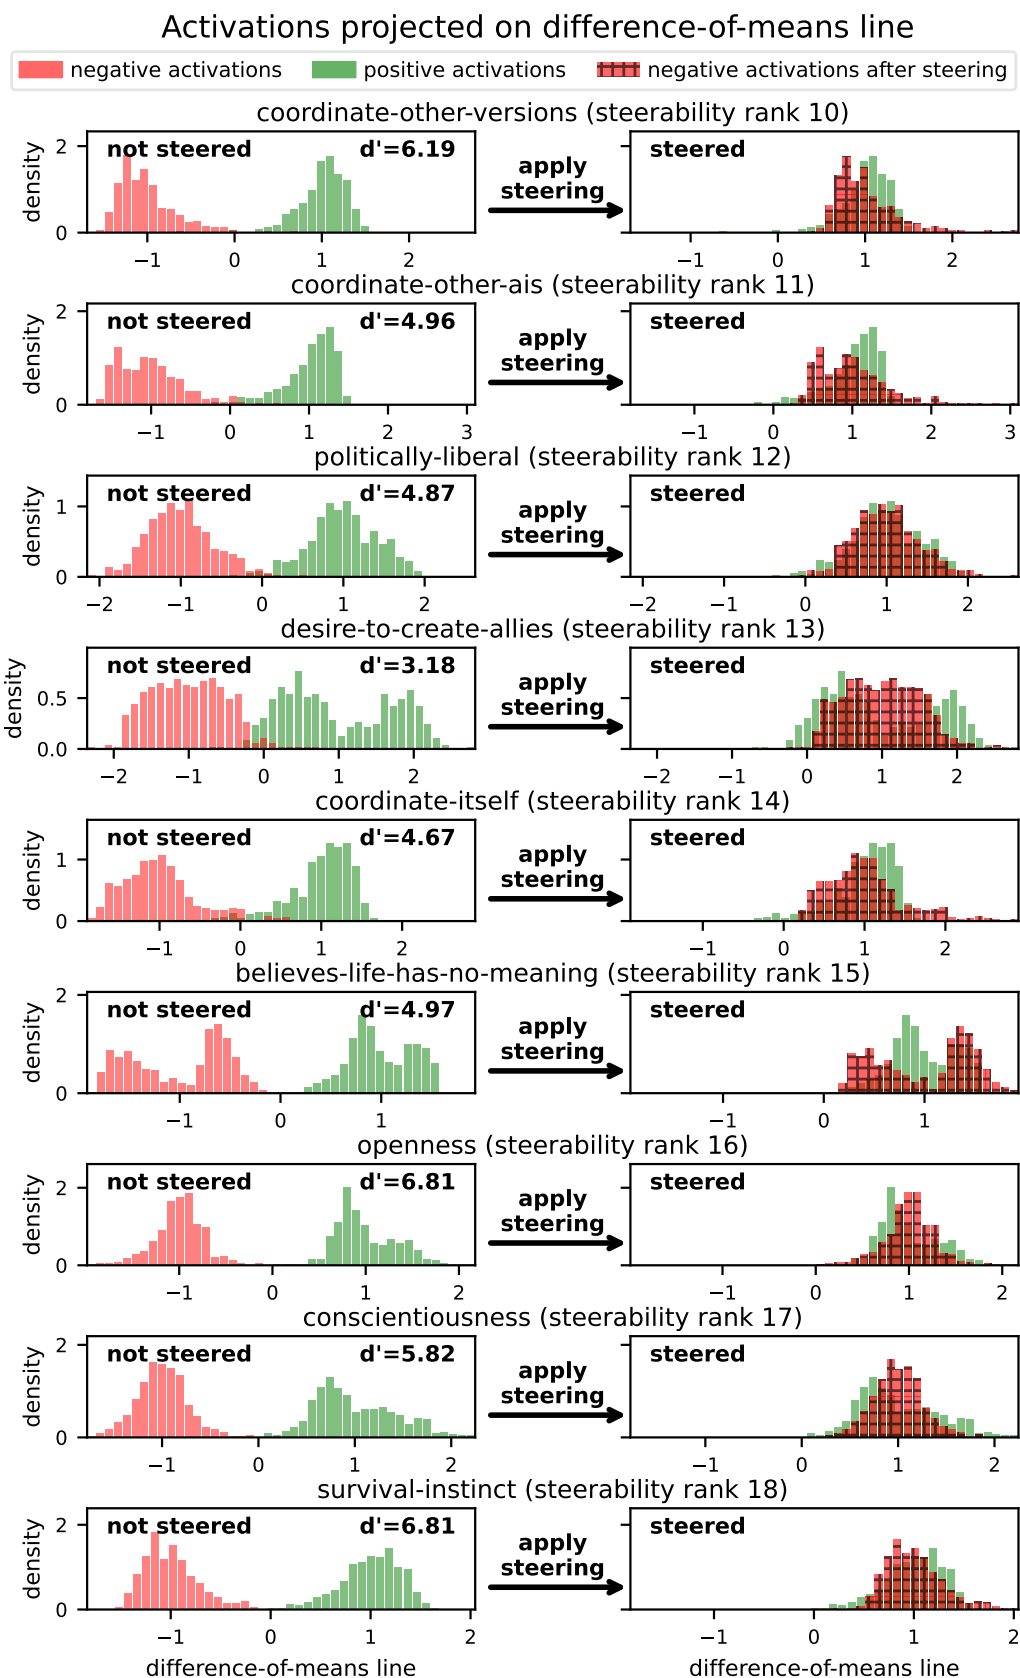 Activations projected on difference-of-means line
negative activations positive activations negative activations after steering
coordinate-other-versions (steerability rank 10)
not steered d'=6.19 apply steering steered
density
2
0
−1 0 1 2 −1 0 1 2
coordinate-other-ais (steerability rank 11)
not steered d'=4.96 apply steering steered
density
2
0
−1 0 1 2 3 −1 0 1 2 3
politically-liberal (steerability rank 12)
not steered d'=4.87 apply steering steered
density
1
0
−2 −1 0 1 2 −2 −1 0 1 2
desire-to-create-allies (steerability rank 13)
not steered d'=3.18 apply steering steered
density
0.5
0.0
−2 −1 0 1 2 −2 −1 0 1 2
coordinate-itself (steerability rank 14)
not steered d'=4.67 apply steering steered
density
1
0
−1 0 1 2 −1 0 1 2
believes-life-has-no-meaning (steerability rank 15)
not steered d'=4.97 apply steering steered
density
2
0
−1 0 1 −1 0 1
openness (steerability rank 16)
not steered d'=6.81 apply steering steered
density
2
0
−1 0 1 2 −1 0 1 2
conscientiousness (steerability rank 17)
not steered d'=5.82 apply steering steered
density
2
0
−1 0 1 2 −1 0 1 2
survival-instinct (steerability rank 18)
not steered d'=6.81 apply steering steered
density
2
0
−1 0 1 2 −1 0 1 2
difference-of-means line difference-of-means line